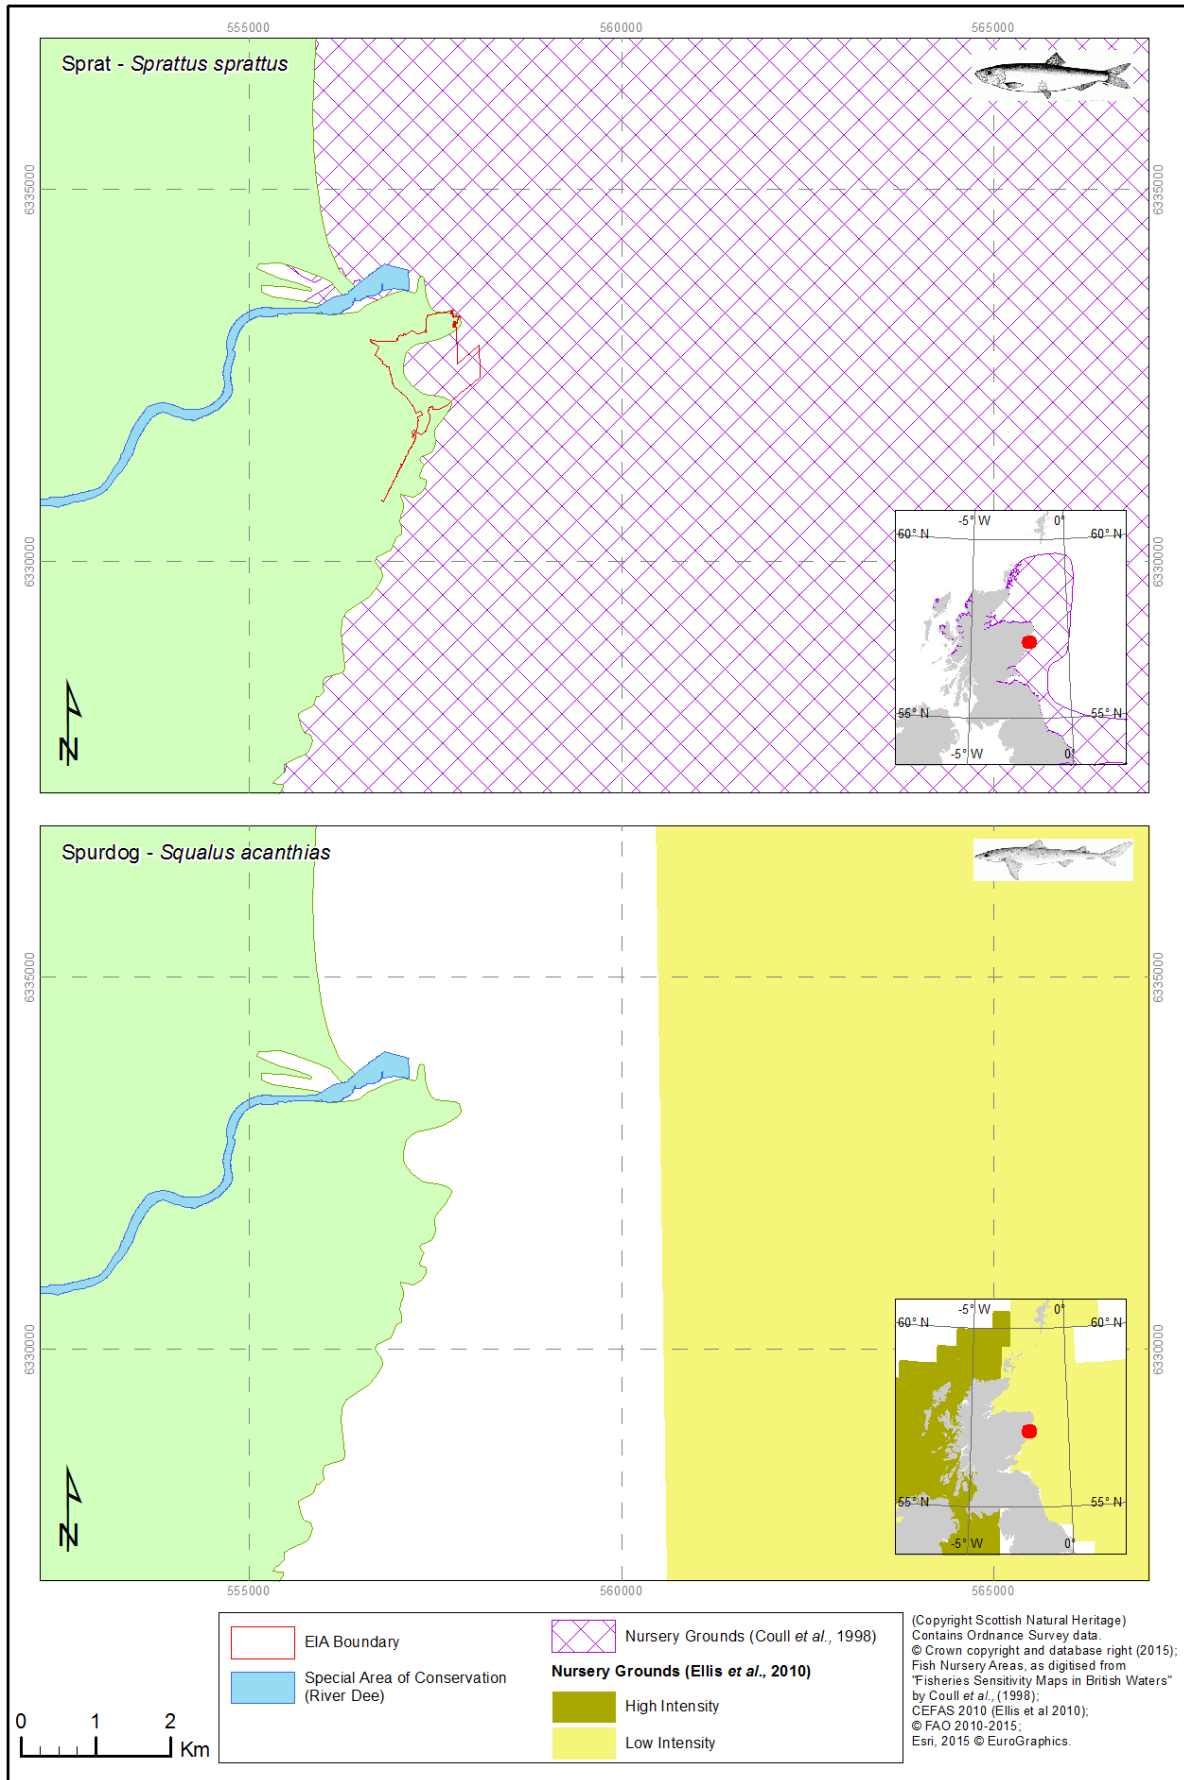 555000 560000 565000
Sprat - Sprattus sprattus
6335000 6335000
6330000 6330000
-5° W 0°
60° N 60° N
55° N 55° N
-5° W 0°
N
Spurdog - Squalus acanthias
6335000 6335000
6330000 6330000
-5° W 0°
60° N 60° N
55° N 55° N
-5° W 0°
N
555000 560000 565000
EIA Boundary
Special Area of Conservation
(River Dee)
Nursery Grounds (Coull et al., 1998)
Nursery Grounds (Ellis et al., 2010)
High Intensity
Low Intensity
0 1 2
Km
(Copyright Scottish Natural Heritage)
Contains Ordnance Survey data.
© Crown copyright and database right (2015);
Fish Nursery Areas, as digitised from
"Fisheries Sensitivity Maps in British Waters"
by Coull et al., (1998);
CEFAS 2010 (Ellis et al 2010);
© FAO 2010-2015;
Esri, 2015 © EuroGraphics.